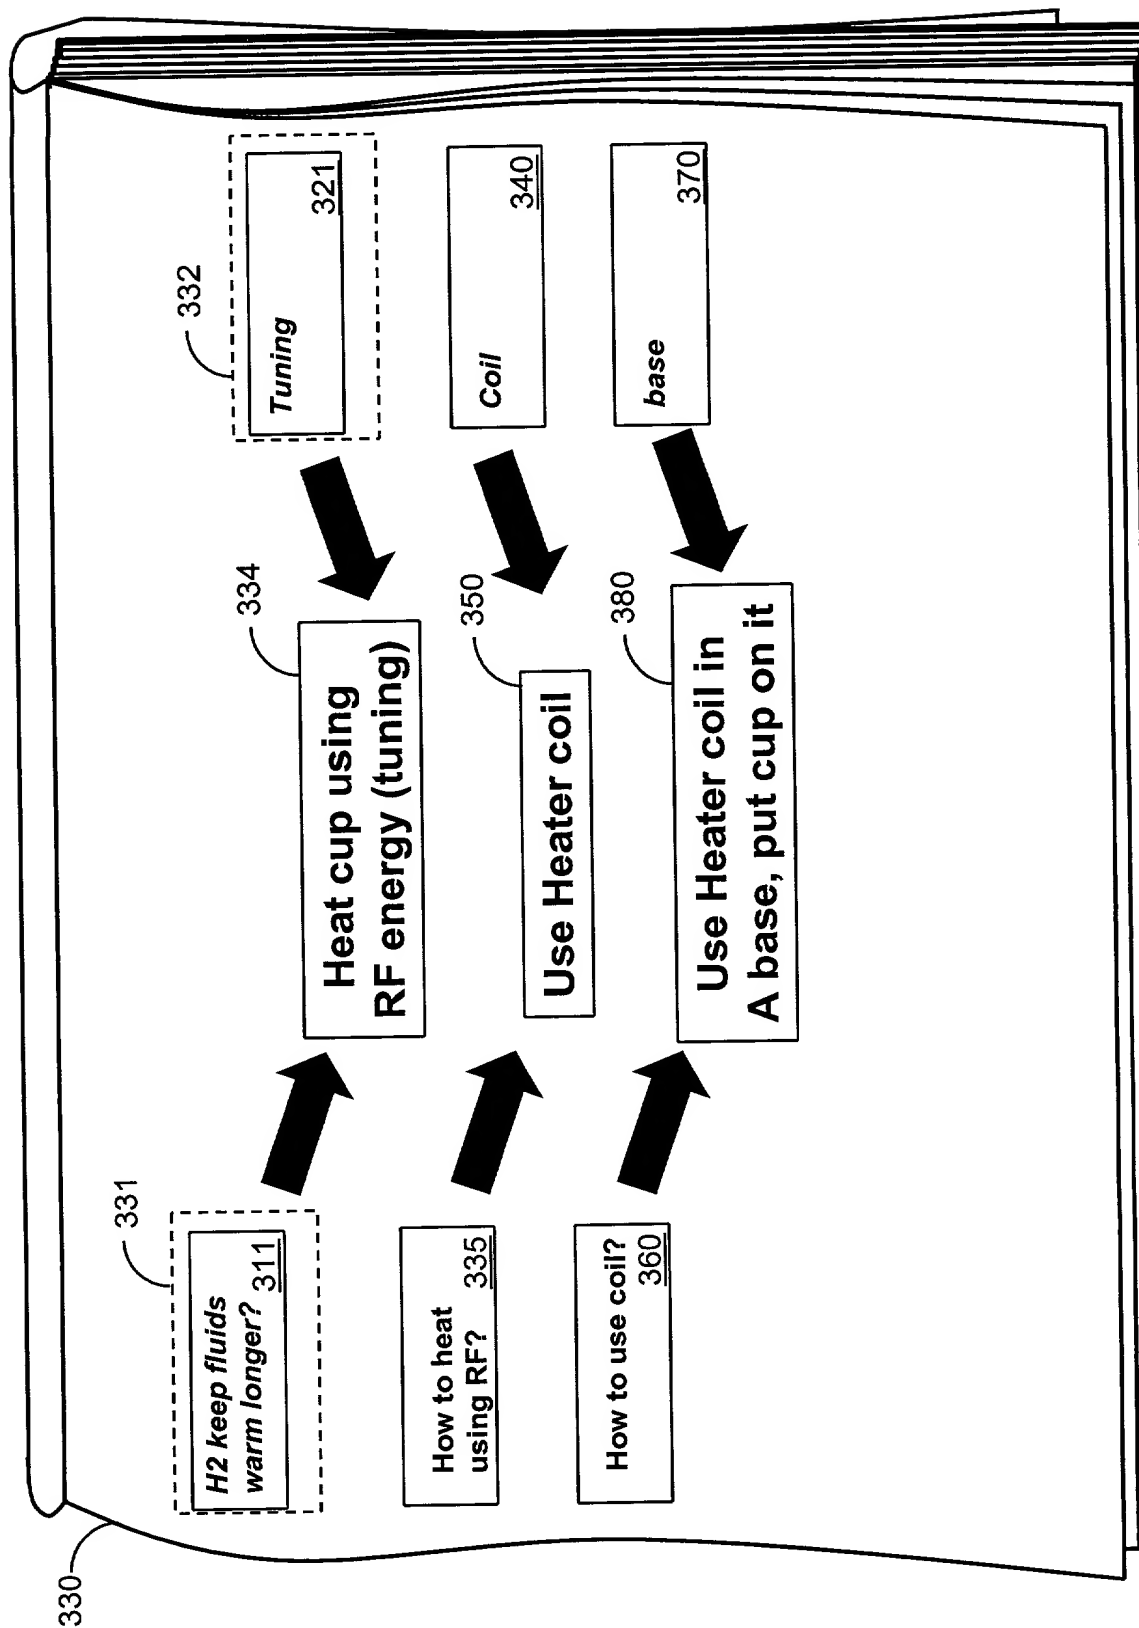 330
331
H2 keep fluids
warm longer?
311
334
Heat cup using
RF energy (tuning)
332
Tuning
321
How to heat
using RF?
335
350
Use Heater coil
Coil
340
How to use coil?
360
380
Use Heater coil in
A base, put cup on it
base
370